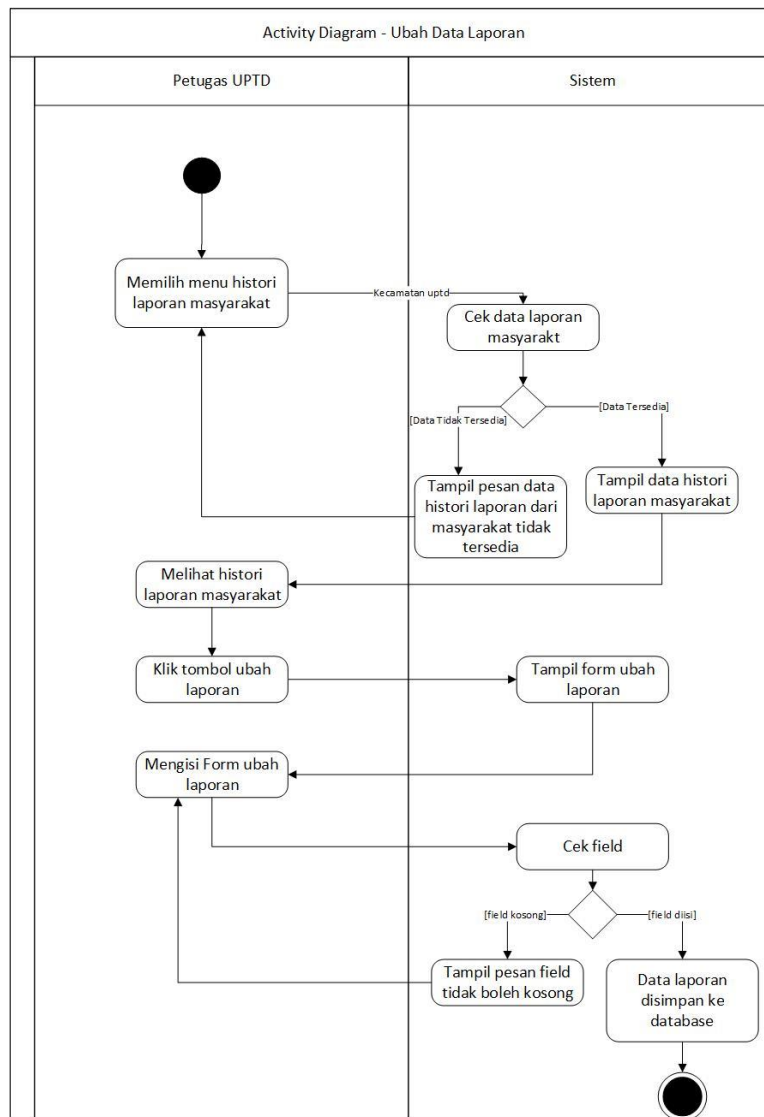 Activity Diagram - Ubah Data Laporan
Petugas UPTD
Sistem
Memilih menu histori
laporan masyarakat
Kecamatan uptd
Cek data laporan
masyarakt
[Data Tidak Tersedia]
[Data Tersedia]
Tampil pesan data
histori laporan dari
masyarakat tidak
tersedia
Tampil data histori
laporan masyarakat
Melihat histori
laporan masyarakat
Klik tombol ubah
laporan
Tampil form ubah
laporan
Mengisi Form ubah
laporan
Cek field
[field kosong]
[field diisi]
Tampil pesan field
tidak boleh kosong
Data laporan
disimpan ke
database